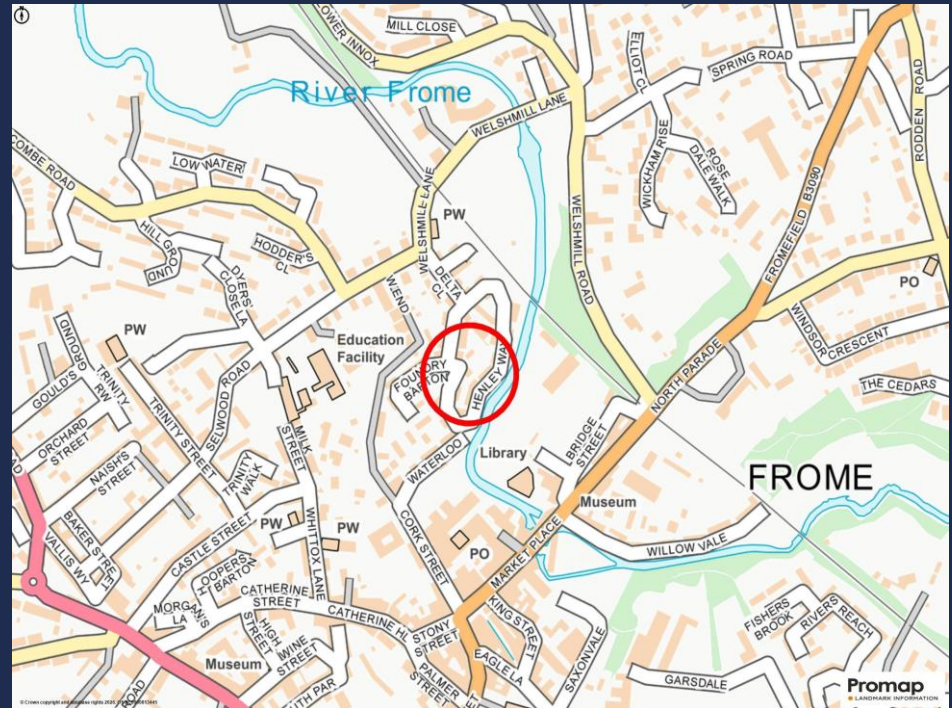 LOWER INNOX
MILL CLOSE
River Frome
SPRING ROAD
ELLIOT CL
RODDEN ROAD
WELSHMILL LANE
COMBE ROAD
LOW WATER
WICKHAM RISE
ROSE DALE WALK
WELSHMILL LANE
PW
WELSHMILL ROAD
FROMEFIELD B3090
HILL GROUND
HODDER'S CL
DYERS' CLOSE LA
W.END
DELTA CL
PO
PW
Education Facility
WINDSOR CRESCENT
GOULD'S GROUND
TRINITY RW
TRINITY STREET
SELWOOD ROAD
FOUNDRY BARTON
HENLEY WAY
NORTH PARADE
THE CEDARS
ORCHARD STREET
MILK STREET
BRIDGE STREET
WATERLOO
Library
NAISH'S STREET
TRINITY WALK
FROME
Museum
BAKER STREET
CASTLE STREET
PW
WHITTOX LANE
PW
CORK STREET
PO
MARKET PLACE
WILLOW VALE
VALLIS WY
COOPERS BARTON
MORGAN'S LA
CATHERINE STREET
CATHERINE H
STONY STREET
KING STREET
FISHERS BROOK
RIVERS REACH
HIGH STREET
WINE STREET
Museum
PALMER STREET
EAGLE LA
SAXONVALE
GARSDALE
ROAD
Promap
LANDMARK INFORMATION